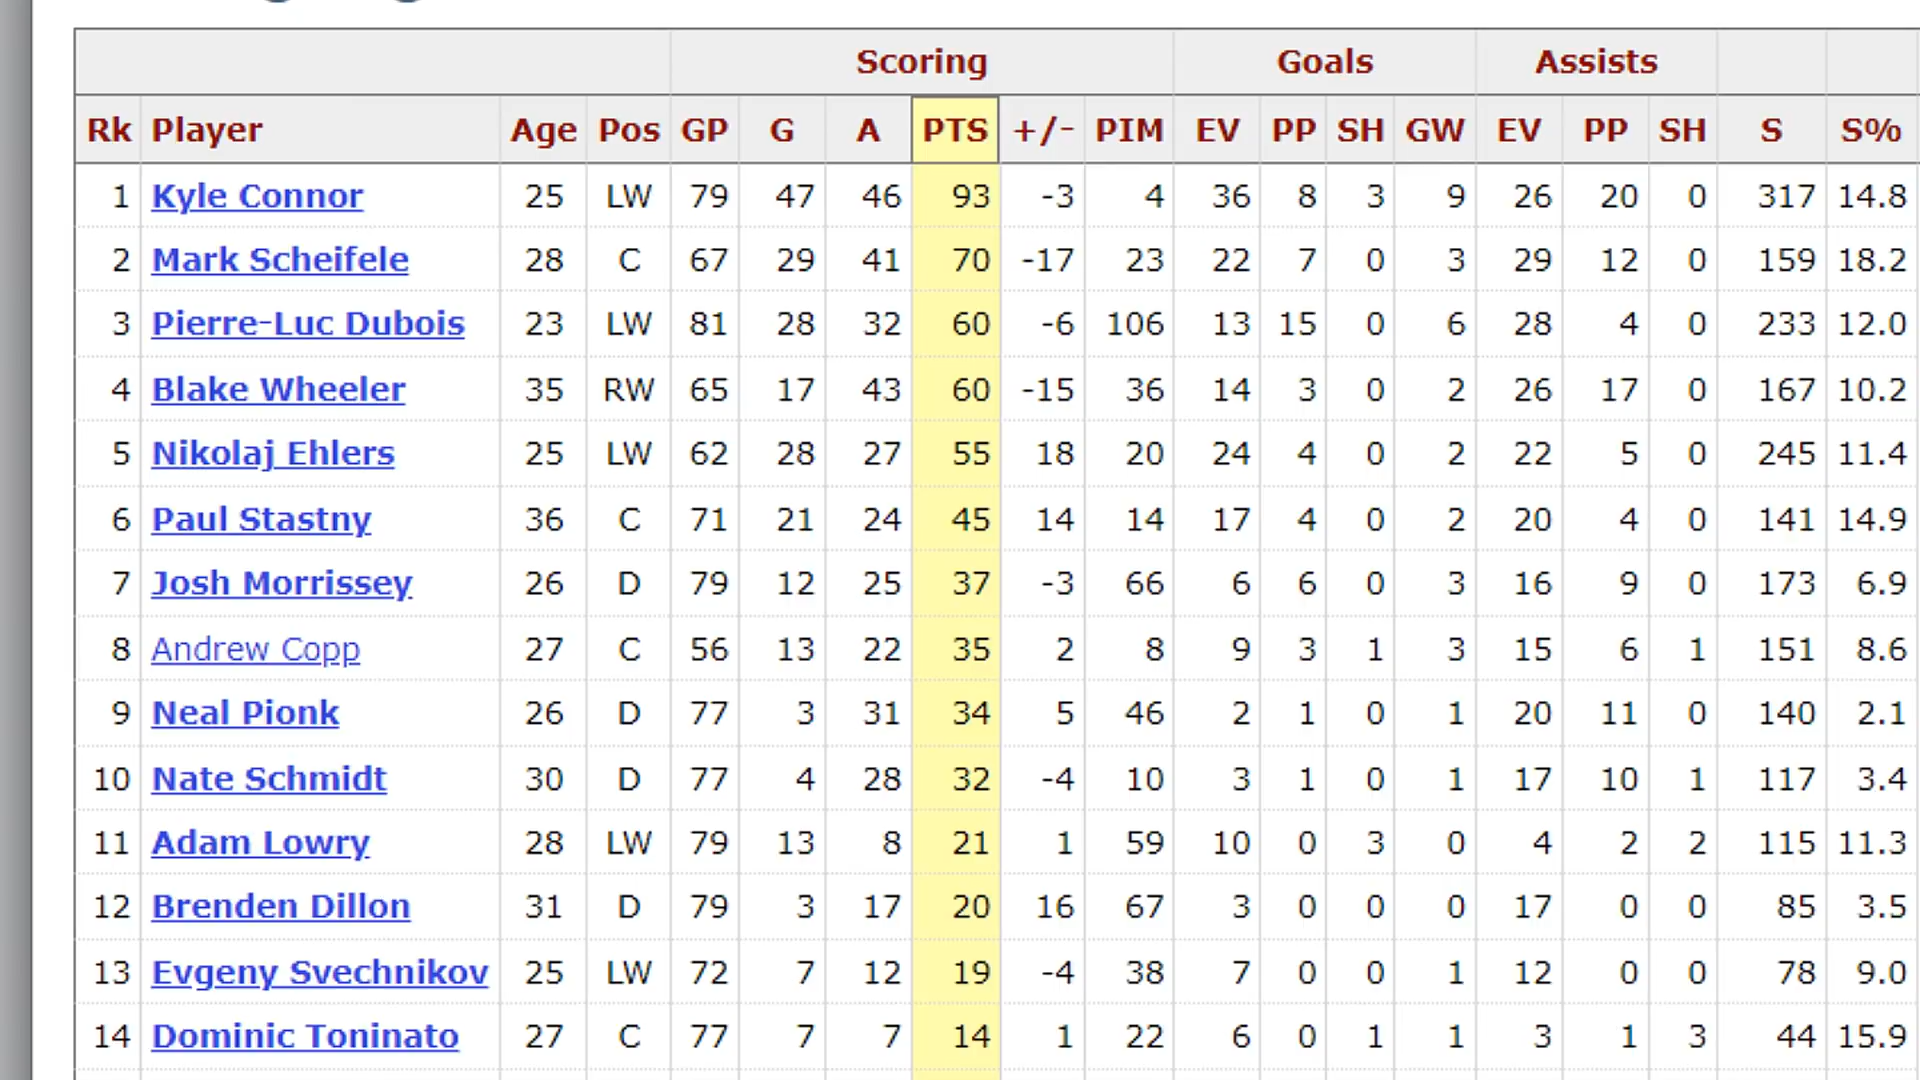 Scoring Goals Assists
Rk Player Age Pos GP G A PTS +/- PIM EV PP SH GW EV PP SH S S%
1 Kyle Connor 25 LW 79 47 46 93 -3 4 36 8 3 9 26 20 0 317 14.8
2 Mark Scheifele 28 C 67 29 41 70 -17 23 22 7 0 3 29 12 0 159 18.2
3 Pierre-Luc Dubois 23 LW 81 28 32 60 -6 106 13 15 0 6 28 4 0 233 12.0
4 Blake Wheeler 35 RW 65 17 43 60 -15 36 14 3 0 2 26 17 0 167 10.2
5 Nikolaj Ehlers 25 LW 62 28 27 55 18 20 24 4 0 2 22 5 0 245 11.4
6 Paul Stastny 36 C 71 21 24 45 14 14 17 4 0 2 20 4 0 141 14.9
7 Josh Morrissey 26 D 79 12 25 37 -3 66 6 6 0 3 16 9 0 173 6.9
8 Andrew Copp 27 C 56 13 22 35 2 8 9 3 1 3 15 6 1 151 8.6
9 Neal Pionk 26 D 77 3 31 34 5 46 2 1 0 1 20 11 0 140 2.1
10 Nate Schmidt 30 D 77 4 28 32 -4 10 3 1 0 1 17 10 1 117 3.4
11 Adam Lowry 28 LW 79 13 8 21 1 59 10 0 3 0 4 2 2 115 11.3
12 Brenden Dillon 31 D 79 3 17 20 16 67 3 0 0 0 17 0 0 85 3.5
13 Evgeny Svechnikov 25 LW 72 7 12 19 -4 38 7 0 0 1 12 0 0 78 9.0
14 Dominic Toninato 27 C 77 7 7 14 1 22 6 0 1 1 3 1 3 44 15.9